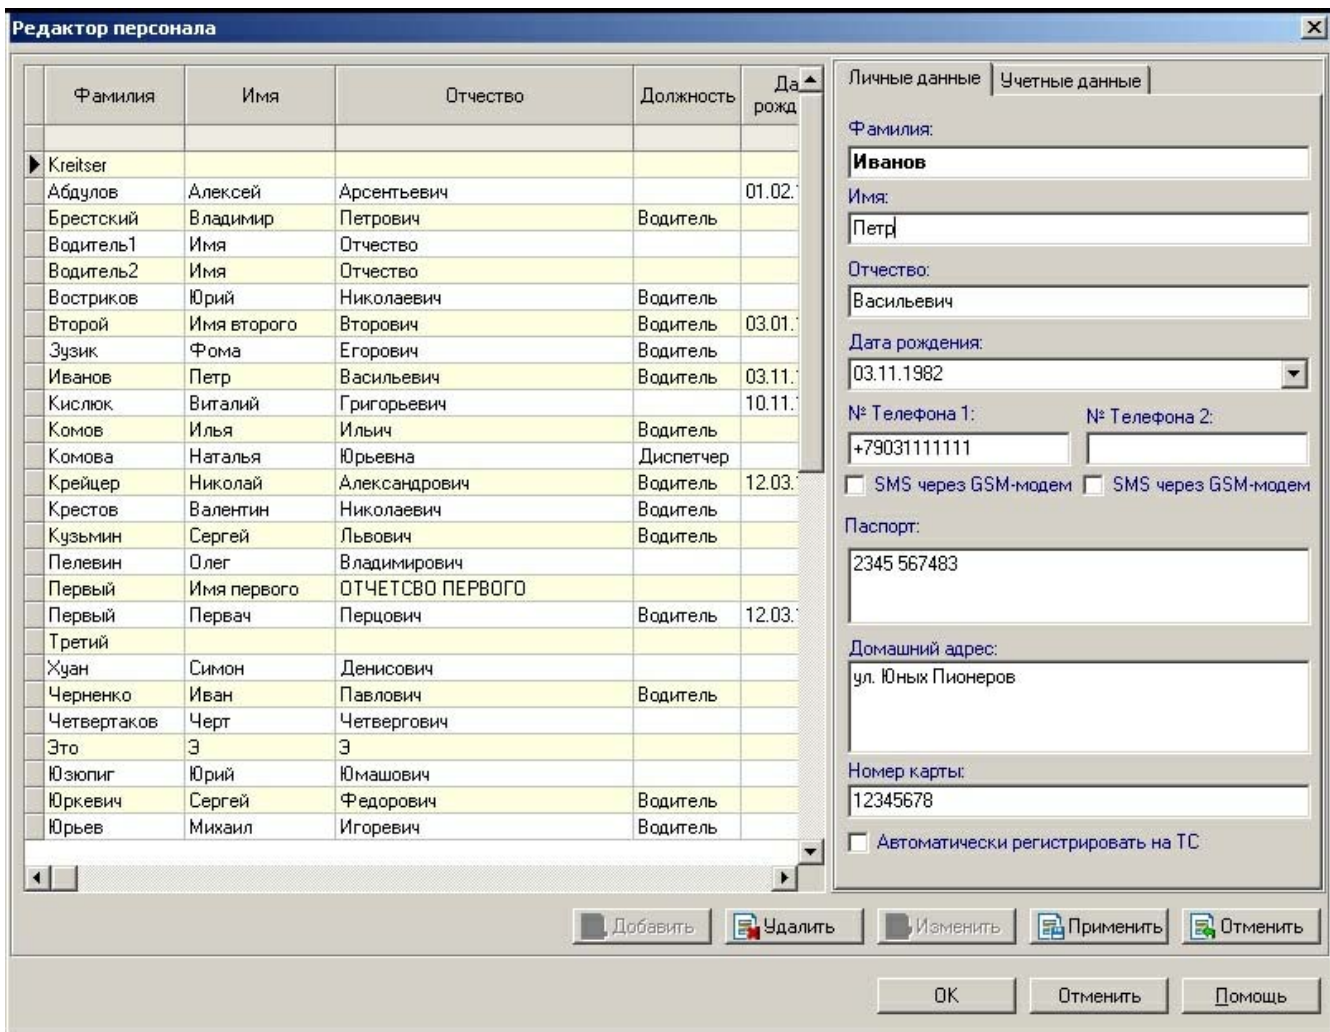 Редактор персонала
Фамилия Имя Отчество Должность Да рожд
Kreitser
Абдулов Алексей Арсентьевич 01.02.1
Брестский Владимир Петрович Водитель
Водитель1 Имя Отчество
Водитель2 Имя Отчество
Востриков Юрий Николаевич Водитель
Второй Имя второго Вторович Водитель 03.01.1
Зузик Фома Егорович Водитель
Иванов Петр Васильевич Водитель 03.11.1
Кислюк Виталий Григорьевич 10.11.1
Комов Илья Ильич Водитель
Комова Наталья Юрьевна Диспетчер
Крейцер Николай Александрович Водитель 12.03.1
Крестов Валентин Николаевич Водитель
Кузьмин Сергей Львович Водитель
Пелевин Олег Владимирович
Первый Имя первого ОТЧЕТСВО ПЕРВОГО
Первый Первач Перцович Водитель 12.03.1
Третий
Хуан Симон Денисович
Черненко Иван Павлович Водитель
Четвертаков Черт Четвергович
Это Э Э
Юзюпиг Юрий Юмашович
Юркевич Сергей Федорович Водитель
Юрьев Михаил Игоревич Водитель
Личные данные Учетные данные
Фамилия:
Иванов
Имя:
Петр
Отчество:
Васильевич
Дата рождения:
03.11.1982
№ Телефона 1: № Телефона 2:
+79031111111
SMS через GSM-модем SMS через GSM-модем
Паспорт:
2345 567483
Домашний адрес:
ул. Юных Пионеров
Номер карты:
12345678
Автоматически регистрировать на ТС
Добавить Удалить Изменить Применить Отменить
OK Отменить Помощь